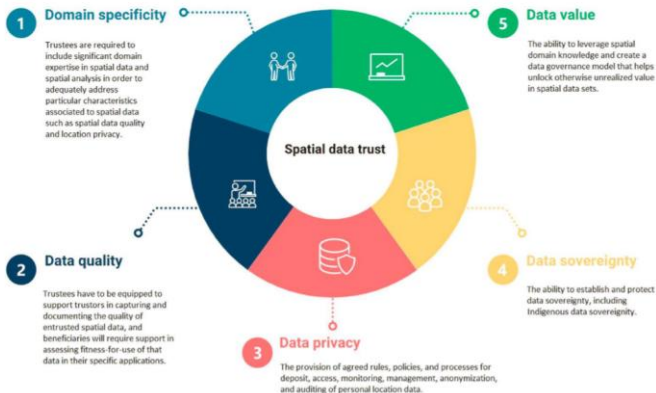 1 Domain specificity
Trustees are required to
include significant domain
expertise in spatial data and
spatial analysis in order to
adequately address
particular characteristics
associated to spatial data
such as spatial data quality
and location privacy.
2 Data quality
Trustees have to be equipped to
support trustors in capturing and
documenting the quality of
entrusted spatial data, and
beneficiaries will require support in
assessing fitness-for-use of that
data in their specific applications.
3 Data privacy
The provision of agreed rules, policies, and processes for
deposit, access, monitoring, management, anonymization,
and auditing of personal location data.
4 Data sovereignty
The ability to establish and protect
data sovereignty, including
Indigenous data sovereignty.
5 Data value
The ability to leverage spatial
domain knowledge and create a
data governance model that helps
unlock otherwise unrealized value
in spatial data sets.
Spatial data trust